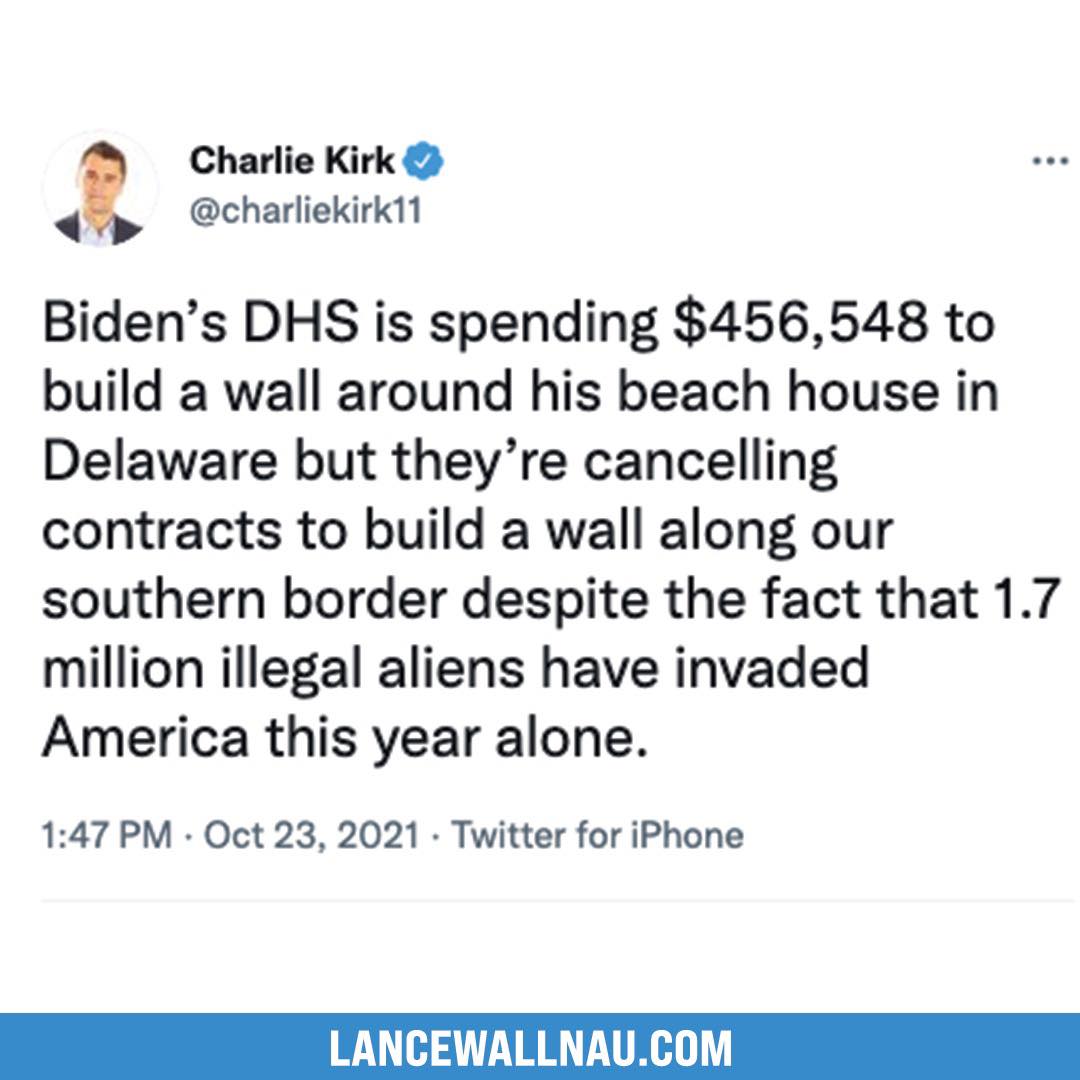 Charlie Kirk
@charliekirk11
Biden’s DHS is spending $456,548 to
build a wall around his beach house in
Delaware but they’re cancelling
contracts to build a wall along our
southern border despite the fact that 1.7
million illegal aliens have invaded
America this year alone.
1:47 PM · Oct 23, 2021 · Twitter for iPhone
LANCEWALLNAU.COM